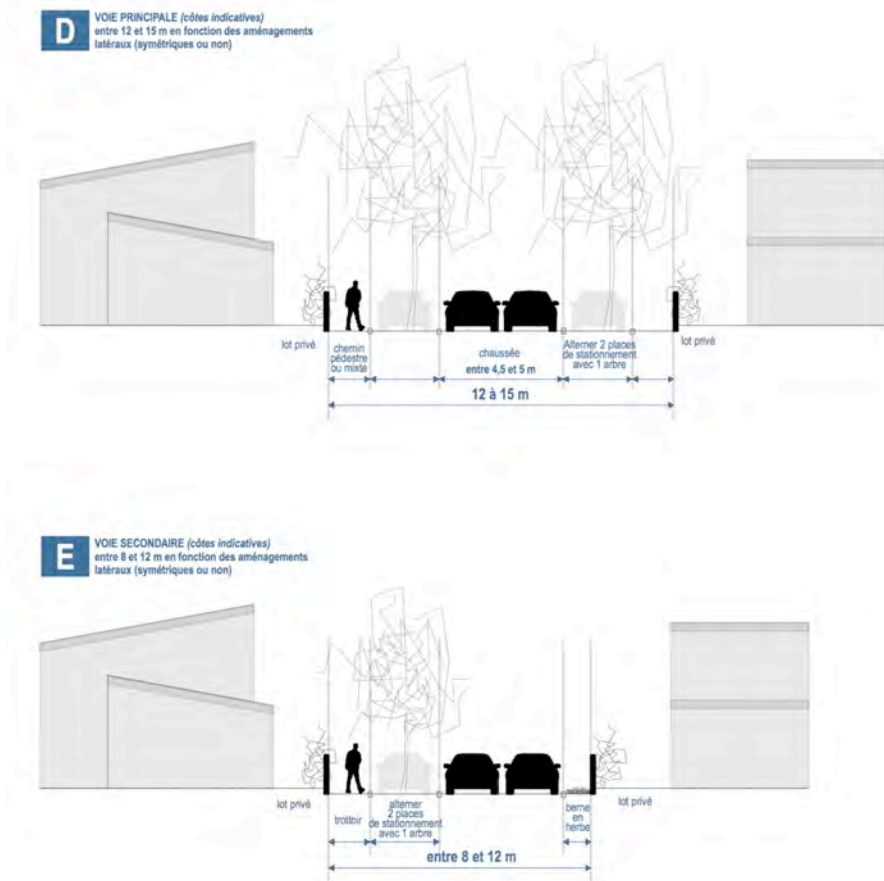 D
VOIE PRINCIPALE (côtes indicatives)
entre 12 et 15 m en fonction des aménagements
latéraux (symétriques ou non)
lot privé
chemin
pédestre
ou mixte
chaussée
entre 4,5 et 5 m
Alterner 2 places
de stationnement
avec 1 arbre
lot privé
12 à 15 m
E
VOIE SECONDAIRE (côtes indicatives)
entre 8 et 12 m en fonction des aménagements
latéraux (symétriques ou non)
lot privé
trottoir
alterner
2 places
de stationnement
avec 1 arbre
berne
en
herbe
lot privé
entre 8 et 12 m